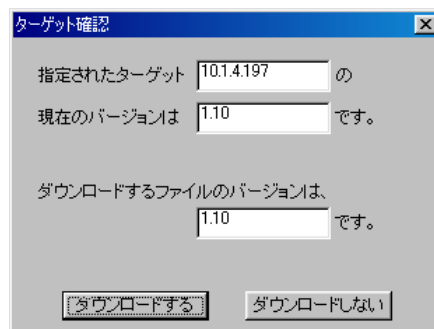 ターゲット確認
指定されたターゲット 10.1.4.197 の
現在のバージョンは 1.10 です。
ダウンロードするファイルのバージョンは、
1.10 です。
ダウンロードする ダウンロードしない